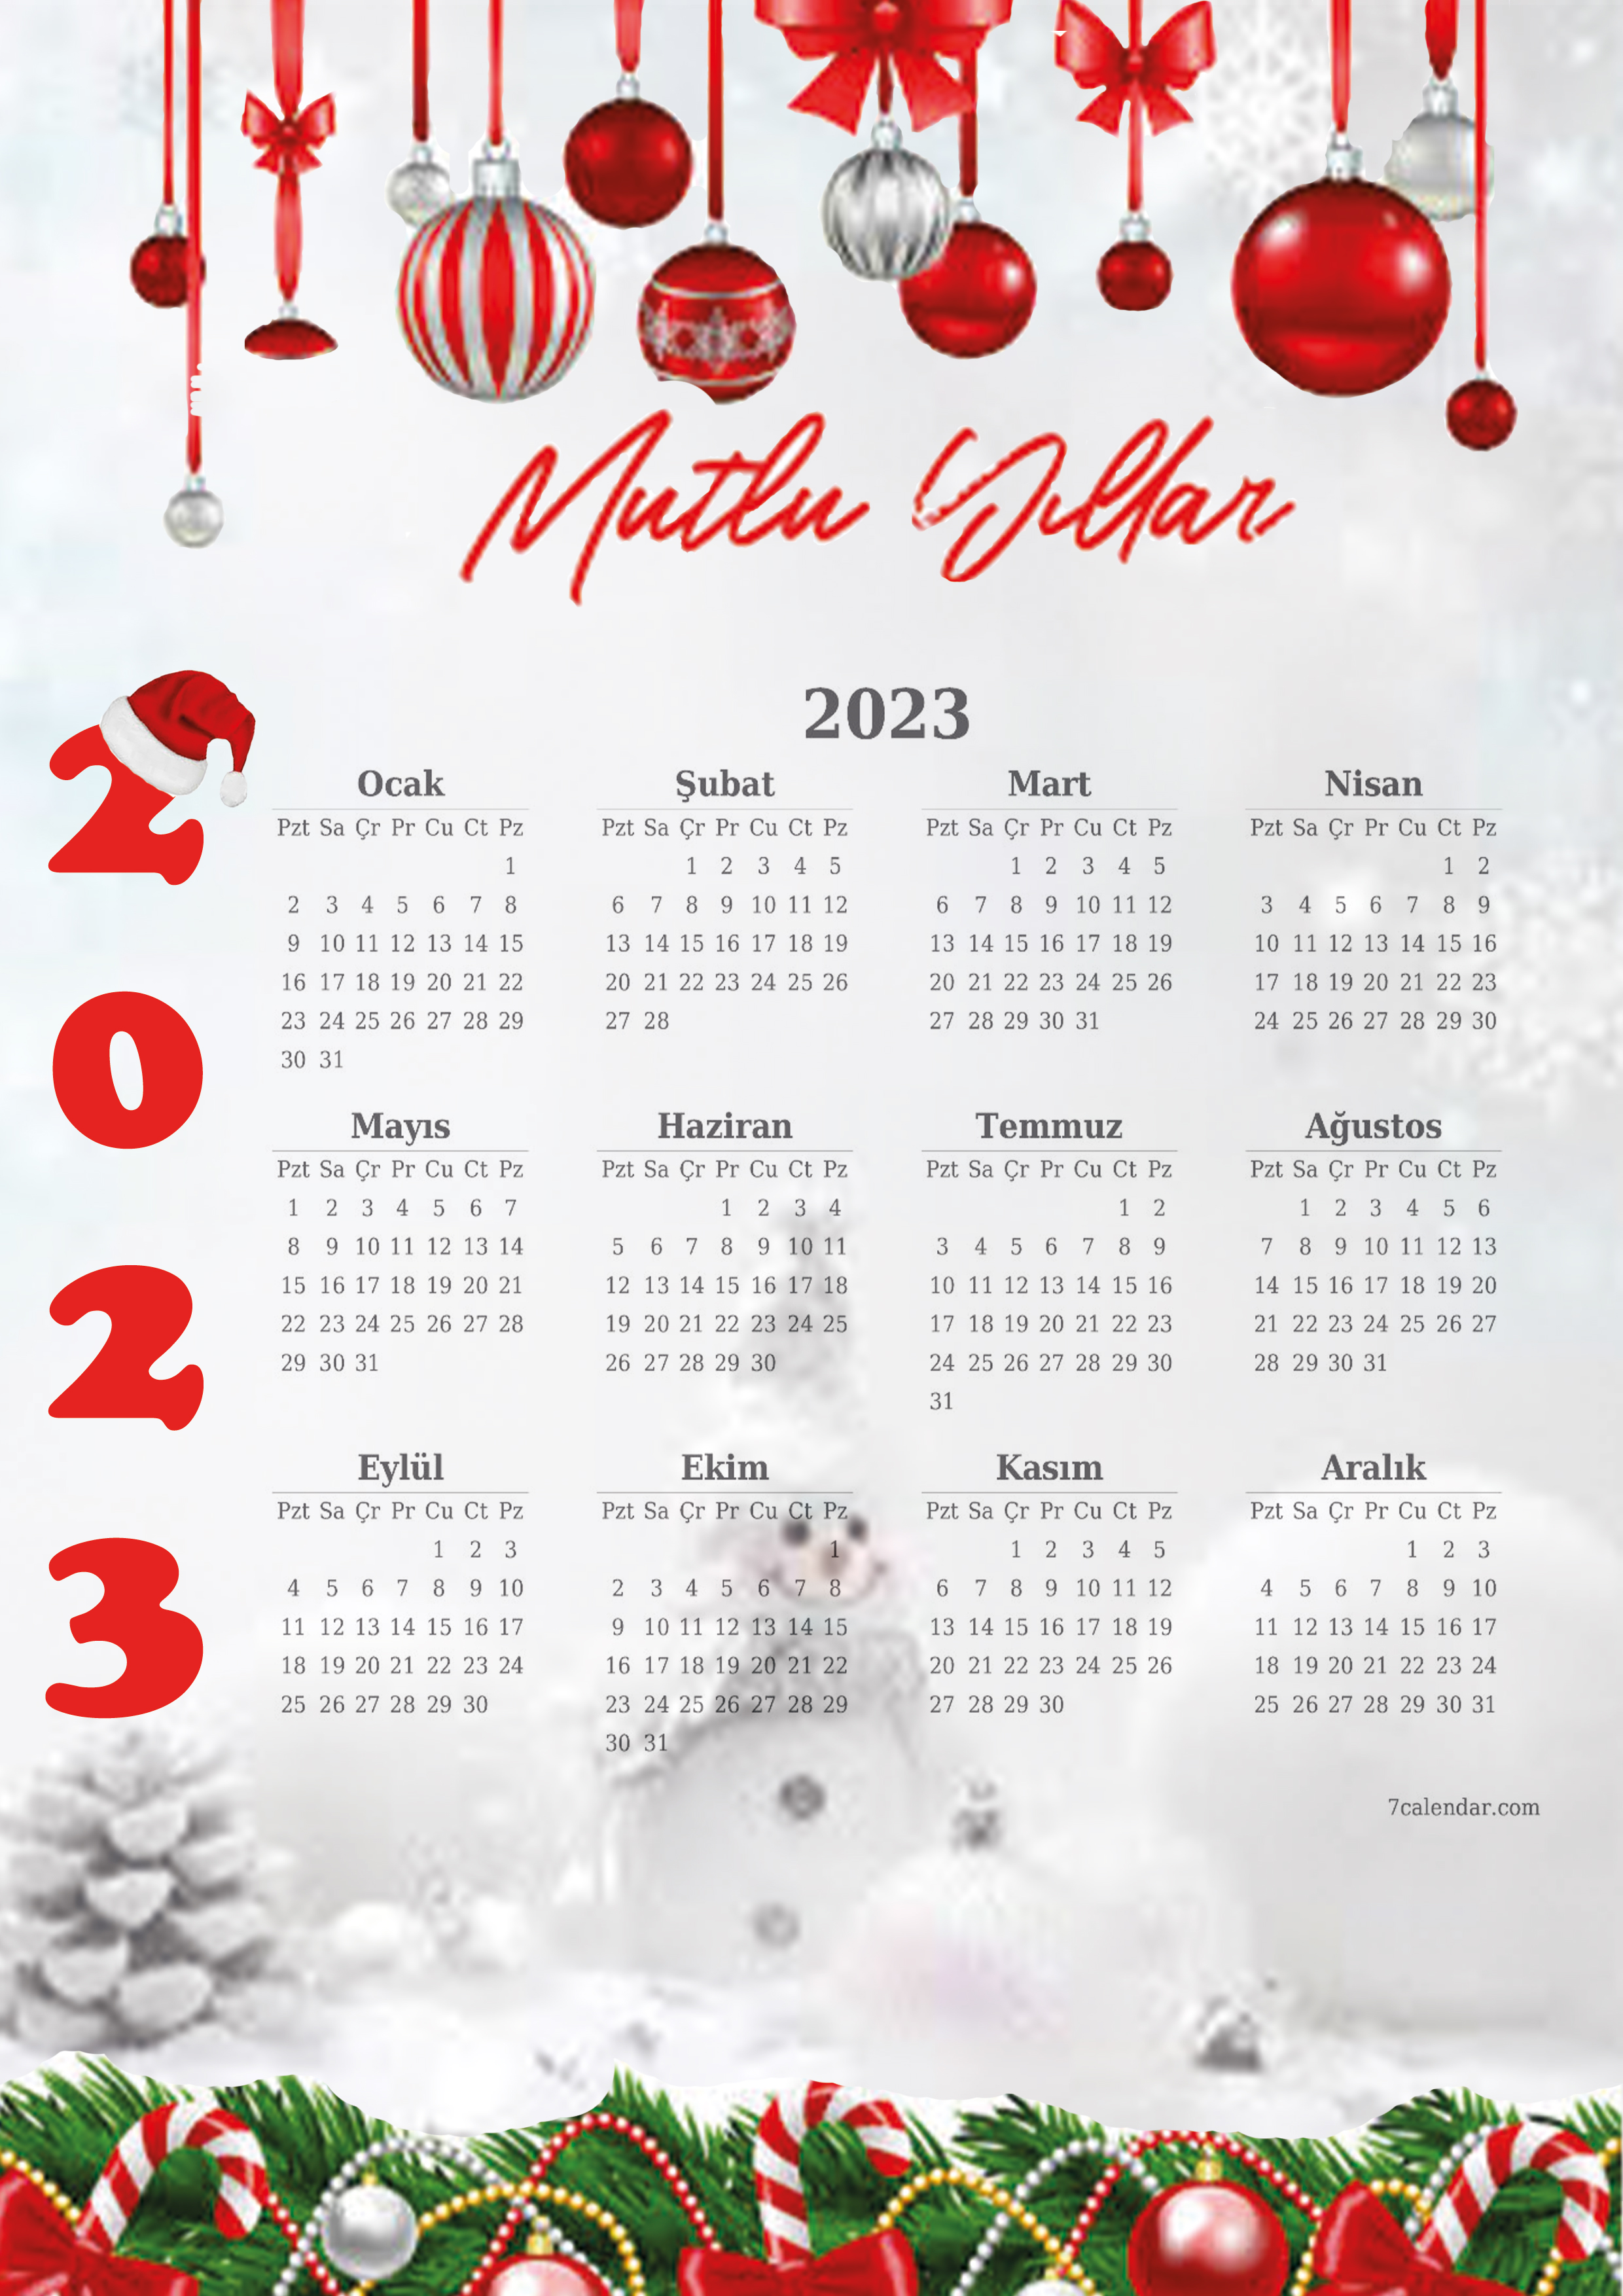 Mutlu Yıllar
2023
2
0
2
3
Ocak Şubat Mart Nisan
Pzt Sa Çr Pr Cu Ct Pz Pzt Sa Çr Pr Cu Ct Pz Pzt Sa Çr Pr Cu Ct Pz Pzt Sa Çr Pr Cu Ct Pz
1 1 2 3 4 5 1 2 3 4 5 1 2
2 3 4 5 6 7 8 6 7 8 9 10 11 12 6 7 8 9 10 11 12 3 4 5 6 7 8 9
9 10 11 12 13 14 15 13 14 15 16 17 18 19 13 14 15 16 17 18 19 10 11 12 13 14 15 16
16 17 18 19 20 21 22 20 21 22 23 24 25 26 20 21 22 23 24 25 26 17 18 19 20 21 22 23
23 24 25 26 27 28 29 27 28 27 28 29 30 31 24 25 26 27 28 29 30
30 31
Mayıs Haziran Temmuz Ağustos
Pzt Sa Çr Pr Cu Ct Pz Pzt Sa Çr Pr Cu Ct Pz Pzt Sa Çr Pr Cu Ct Pz Pzt Sa Çr Pr Cu Ct Pz
1 2 3 4 5 6 7 1 2 3 4 1 2 1 2 3 4 5 6
8 9 10 11 12 13 14 5 6 7 8 9 10 11 3 4 5 6 7 8 9 7 8 9 10 11 12 13
15 16 17 18 19 20 21 12 13 14 15 16 17 18 10 11 12 13 14 15 16 14 15 16 17 18 19 20
22 23 24 25 26 27 28 19 20 21 22 23 24 25 17 18 19 20 21 22 23 21 22 23 24 25 26 27
29 30 31 26 27 28 29 30 24 25 26 27 28 29 30 28 29 30 31
31
Eylül Ekim Kasım Aralık
Pzt Sa Çr Pr Cu Ct Pz Pzt Sa Çr Pr Cu Ct Pz Pzt Sa Çr Pr Cu Ct Pz Pzt Sa Çr Pr Cu Ct Pz
1 2 3 1 1 2 3 4 5 1 2 3
4 5 6 7 8 9 10 2 3 4 5 6 7 8 6 7 8 9 10 11 12 4 5 6 7 8 9 10
11 12 13 14 15 16 17 9 10 11 12 13 14 15 13 14 15 16 17 18 19 11 12 13 14 15 16 17
18 19 20 21 22 23 24 16 17 18 19 20 21 22 20 21 22 23 24 25 26 18 19 20 21 22 23 24
25 26 27 28 29 30 23 24 25 26 27 28 29 27 28 29 30 25 26 27 28 29 30 31
30 31
7calendar.com